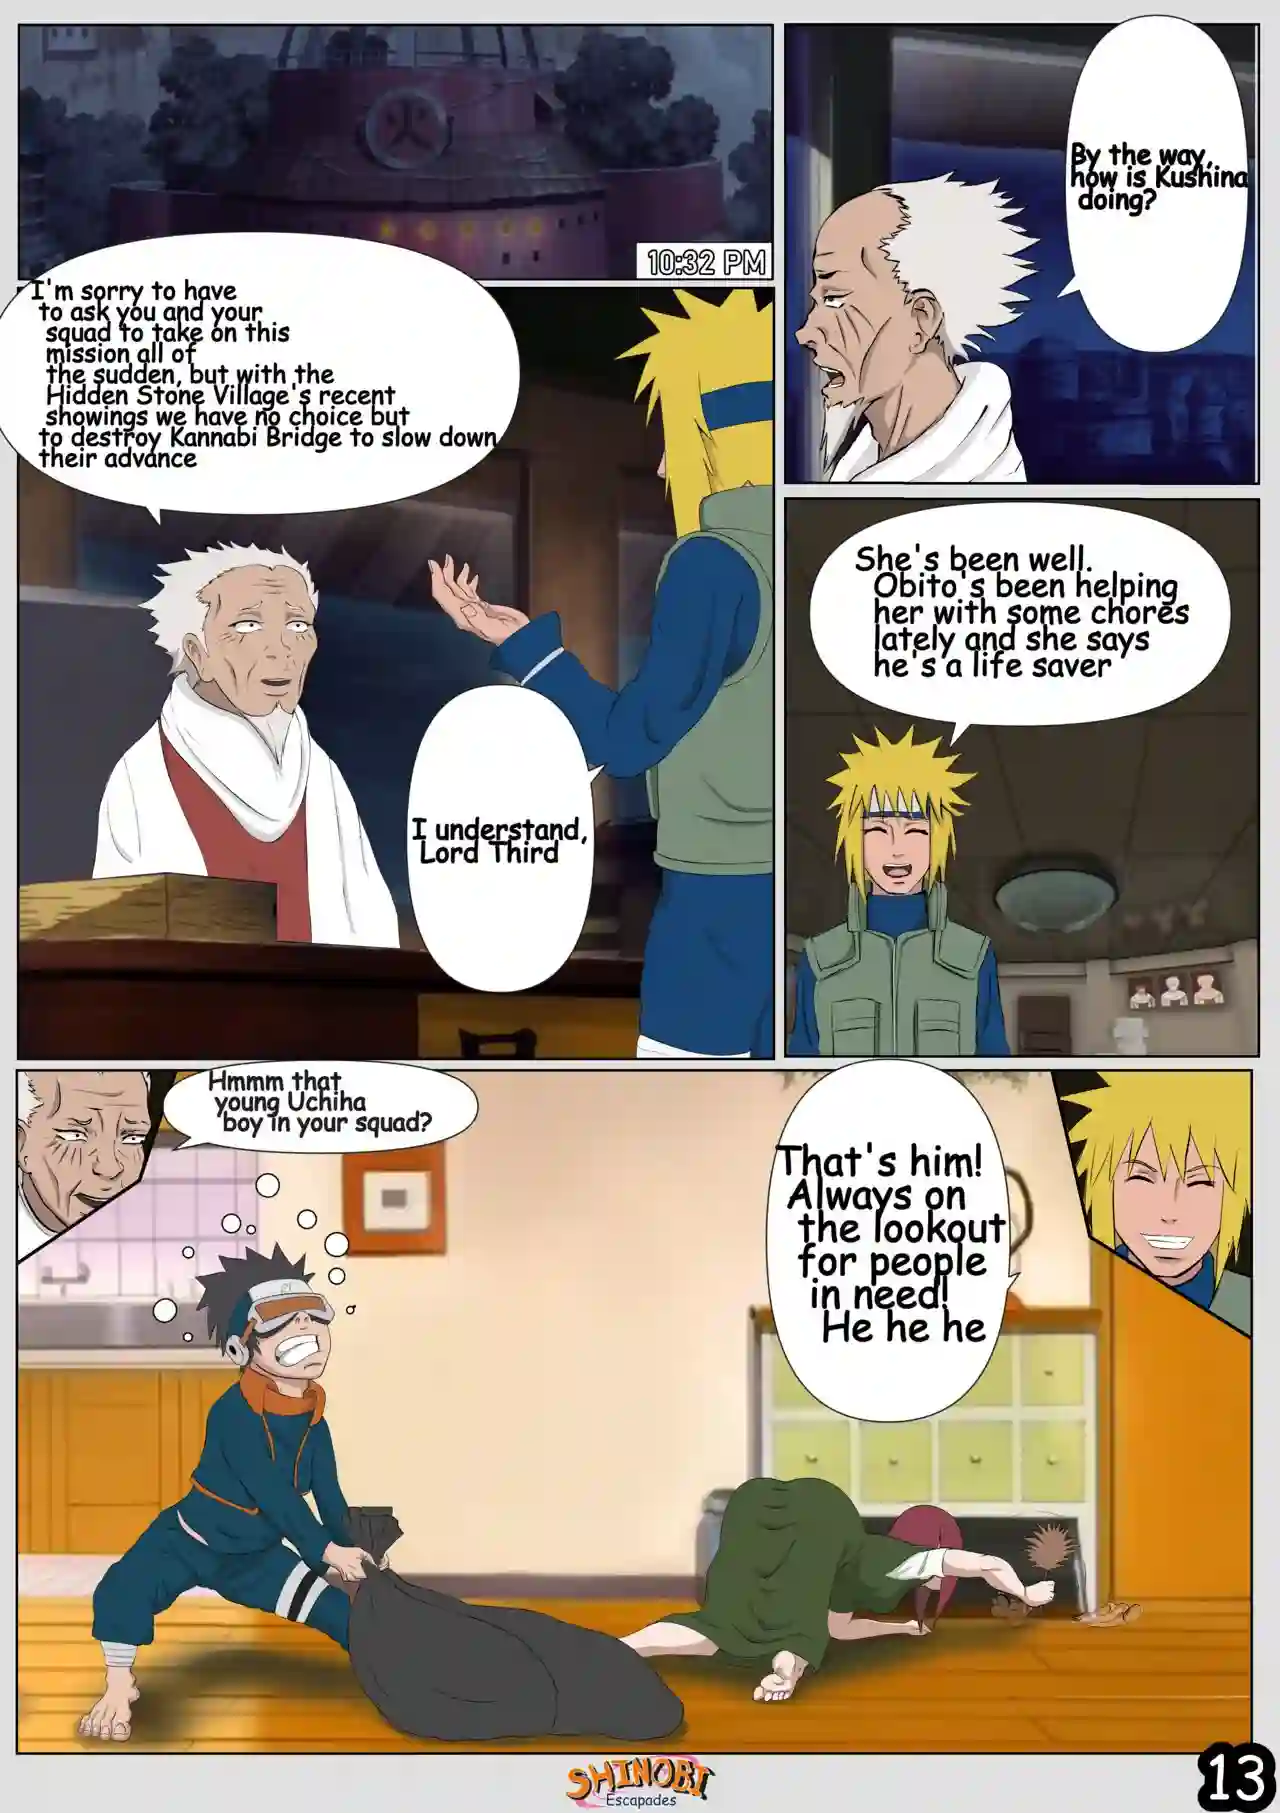 火
10:32 PM
I'm sorry to have
to ask you and your
squad to take on this
mission all of
the sudden, but with the
Hidden Stone Village's recent
showings we have no choice but
to destroy Kannabi Bridge to slow down
their advance
I understand,
Lord Third
By the way,
how is Kushina
doing?
She's been well.
Obito's been helping
her with some chores
lately and she says
he's a life saver
Hmmm that
young Uchiha
boy in your squad?
That's him!
Always on
the lookout
for people
in need!
He he he
SHINOBI
Escapades
13